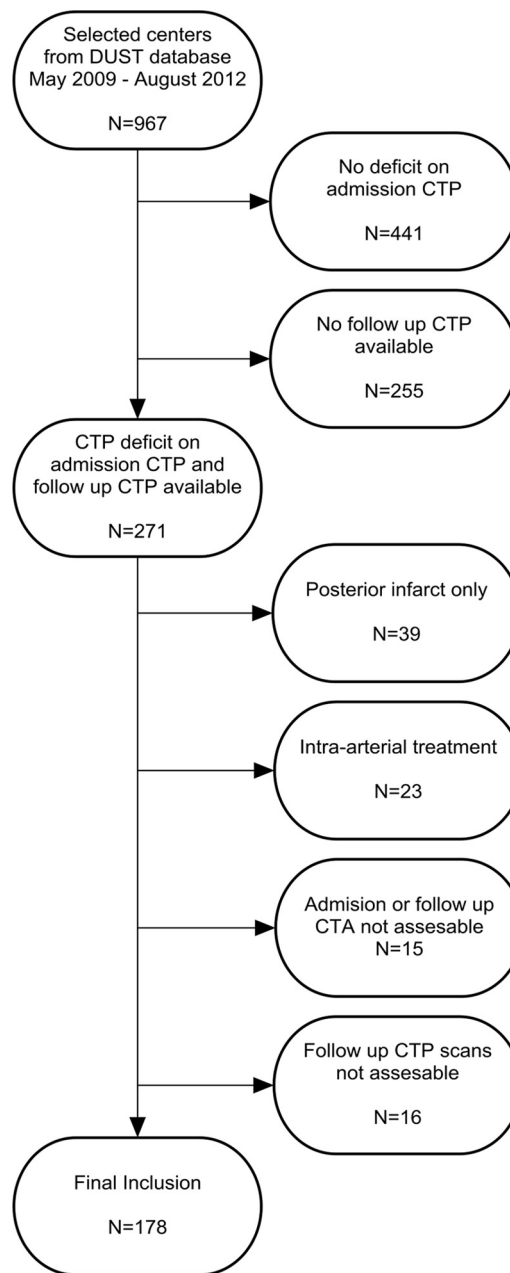 Selected centers
from DUST database
May 2009 - August 2012
N=967
No deficit on
admission CTP
N=441
No follow up CTP
available
N=255
CTP deficit on
admission CTP and
follow up CTP available
N=271
Posterior infarct only
N=39
Intra-arterial treatment
N=23
Admision or follow up
CTA not assesable
N=15
Follow up CTP scans
not assesable
N=16
Final Inclusion
N=178